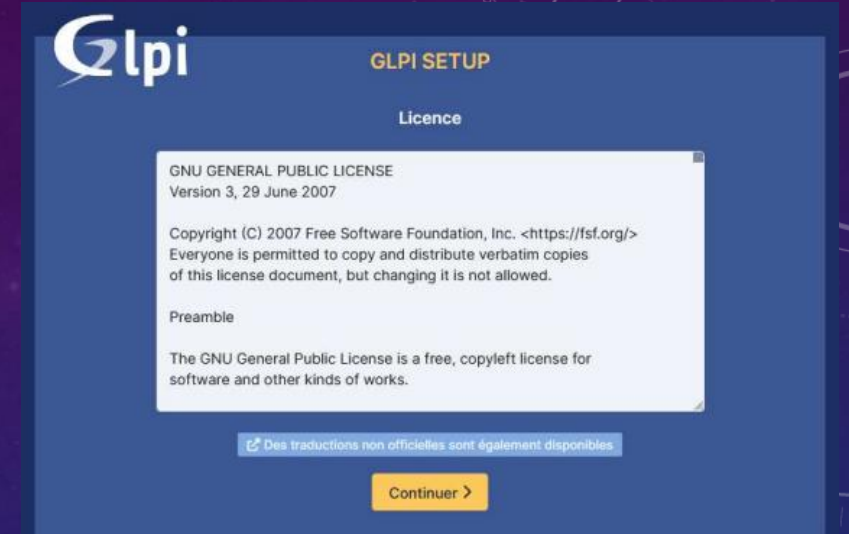 Glpi
GLPI SETUP
Licence
GNU GENERAL PUBLIC LICENSE
Version 3, 29 June 2007
Copyright (C) 2007 Free Software Foundation, Inc. <https://fsf.org/>
Everyone is permitted to copy and distribute verbatim copies
of this license document, but changing it is not allowed.
Preamble
The GNU General Public License is a free, copyleft license for
software and other kinds of works.
Des traductions non officielles sont également disponibles
Continuer >